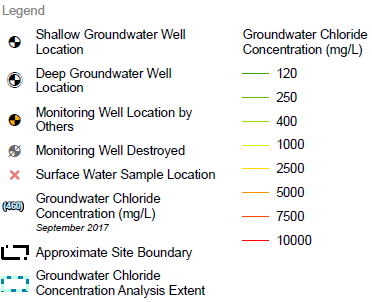 Legend
Shallow Groundwater Well
Location
Deep Groundwater Well
Location
Monitoring Well Location by
Others
Monitoring Well Destroyed
Surface Water Sample Location
(460)
Groundwater Chloride
Concentration (mg/L)
September 2017
Approximate Site Boundary
Groundwater Chloride
Concentration Analysis Extent
Groundwater Chloride
Concentration (mg/L)
120
250
400
1000
2500
5000
7500
10000